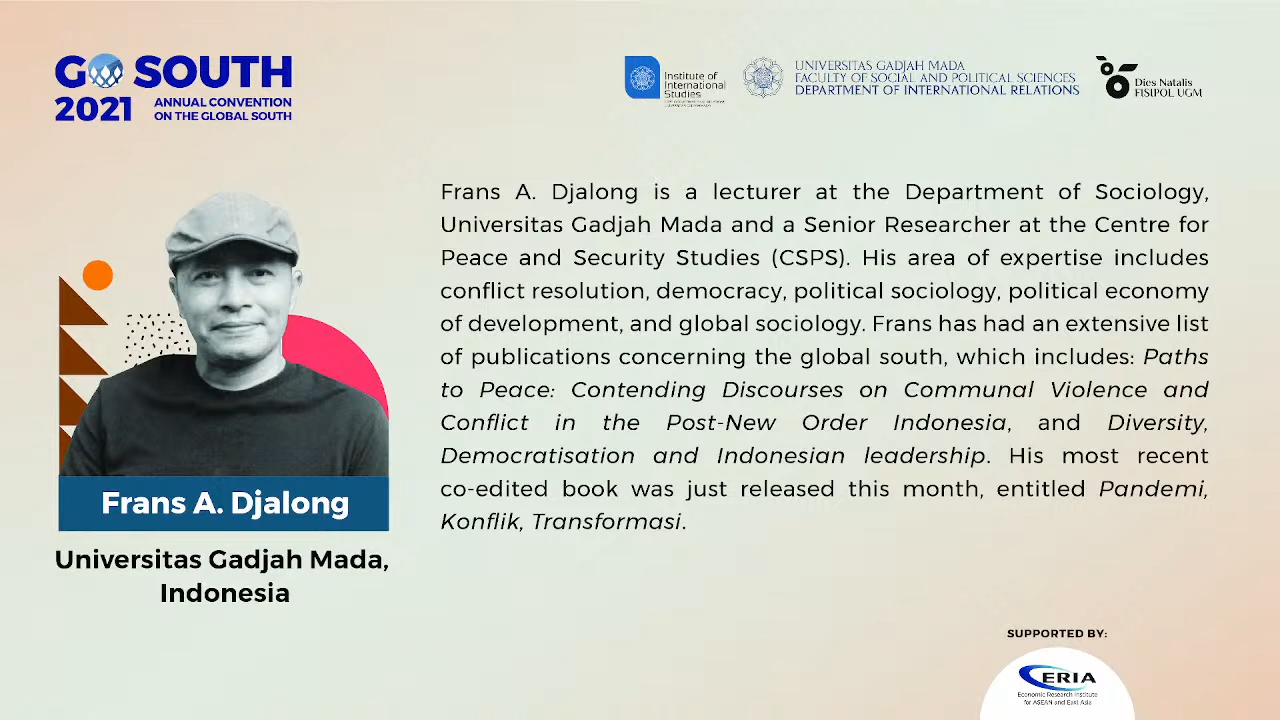 GO SOUTH
2021 ANNUAL CONVENTION
ON THE GLOBAL SOUTH
Institute of
International
Studies
UNIVERSITAS GADJAH MADA
FACULTY OF SOCIAL AND POLITICAL SCIENCES
DEPARTMENT OF INTERNATIONAL RELATIONS
Dies Natalis
FISIPOL UGM
Frans A. Djalong is a lecturer at the Department of Sociology,
Universitas Gadjah Mada and a Senior Researcher at the Centre for
Peace and Security Studies (CSPS). His area of expertise includes
conflict resolution, democracy, political sociology, political economy
of development, and global sociology. Frans has had an extensive list
of publications concerning the global south, which includes: Paths
to Peace: Contending Discourses on Communal Violence and
Conflict in the Post-New Order Indonesia, and Diversity,
Democratisation and Indonesian leadership. His most recent
co-edited book was just released this month, entitled Pandemi,
Konflik, Transformasi.
Frans A. Djalong
Universitas Gadjah Mada,
Indonesia
SUPPORTED BY:
ERIA
Economic Research Institute
for ASEAN and East Asia